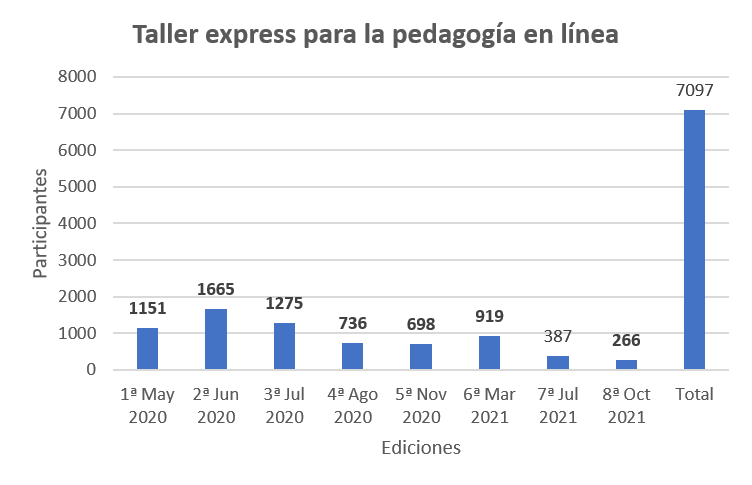 Taller express para la pedagogía en línea
8000
7000
6000
5000
4000
3000
2000
1000
0
Participantes
1151
1665
1275
736
698
919
387
266
7097
1ª May
2020
2ª Jun
2020
3ª Jul
2020
4ª Ago
2020
5ª Nov
2020
6ª Mar
2021
7ª Jul
2021
8ª Oct
2021
Total
Ediciones